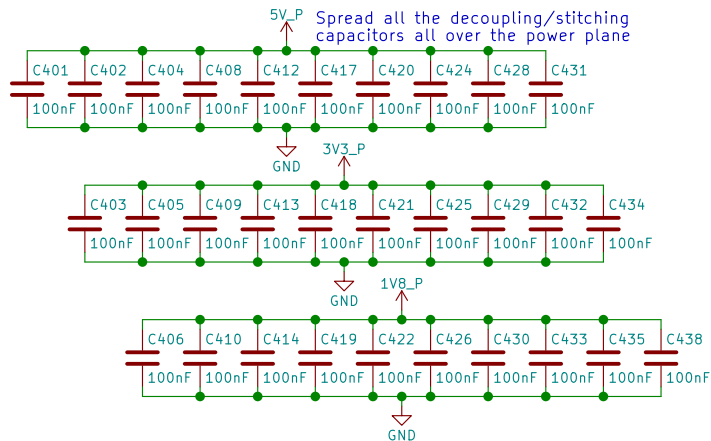 5V_P Spread all the decoupling/stitching
capacitors all over the power plane
C401 C402 C404 C408 C412 C417 C420 C424 C428 C431
100nF 100nF 100nF 100nF 100nF 100nF 100nF 100nF 100nF 100nF
GND
3V3_P
C403 C405 C409 C413 C418 C421 C425 C429 C432 C434
100nF 100nF 100nF 100nF 100nF 100nF 100nF 100nF 100nF 100nF
GND
1V8_P
C406 C410 C414 C419 C422 C426 C430 C433 C435 C438
100nF 100nF 100nF 100nF 100nF 100nF 100nF 100nF 100nF 100nF
GND